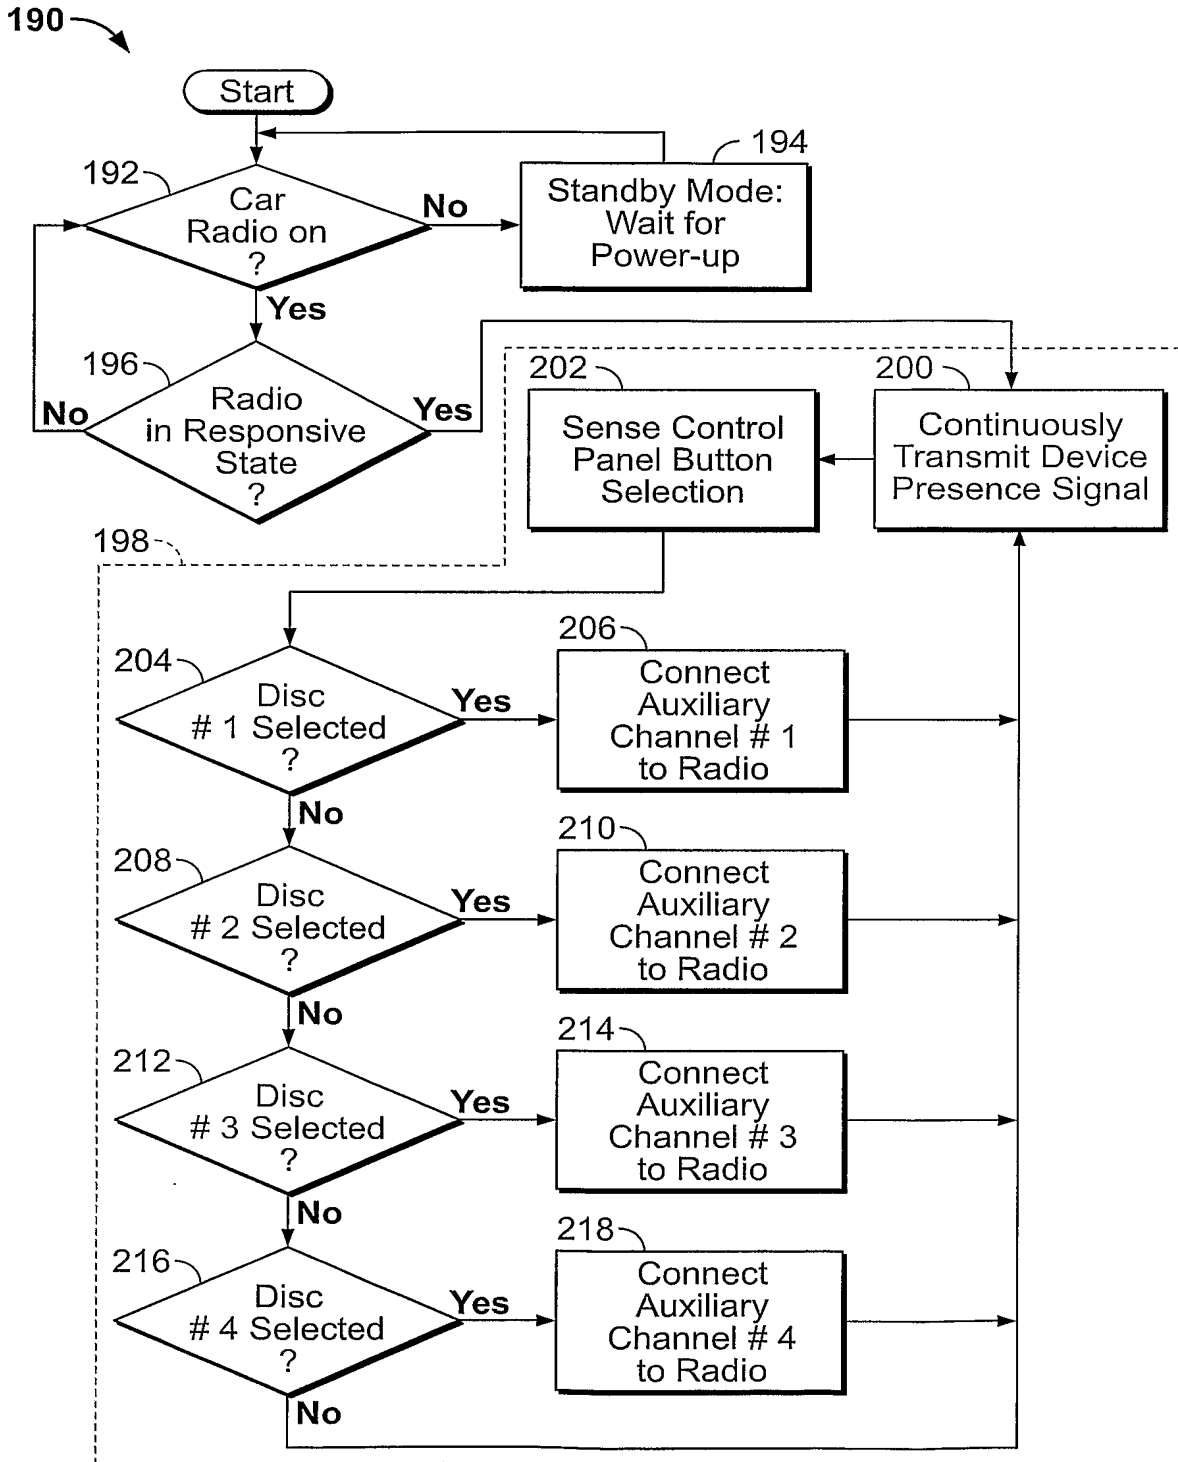 190
Start
192
Car
Radio on
?
No
194
Standby Mode:
Wait for
Power-up
Yes
196
Radio
in Responsive
State
?
No
Yes
202
Sense Control
Panel Button
Selection
200
Continuously
Transmit Device
Presence Signal
198
204
Disc
# 1 Selected
?
Yes
206
Connect
Auxiliary
Channel # 1
to Radio
No
208
Disc
# 2 Selected
?
Yes
210
Connect
Auxiliary
Channel # 2
to Radio
No
212
Disc
# 3 Selected
?
Yes
214
Connect
Auxiliary
Channel # 3
to Radio
No
216
Disc
# 4 Selected
?
Yes
218
Connect
Auxiliary
Channel # 4
to Radio
No